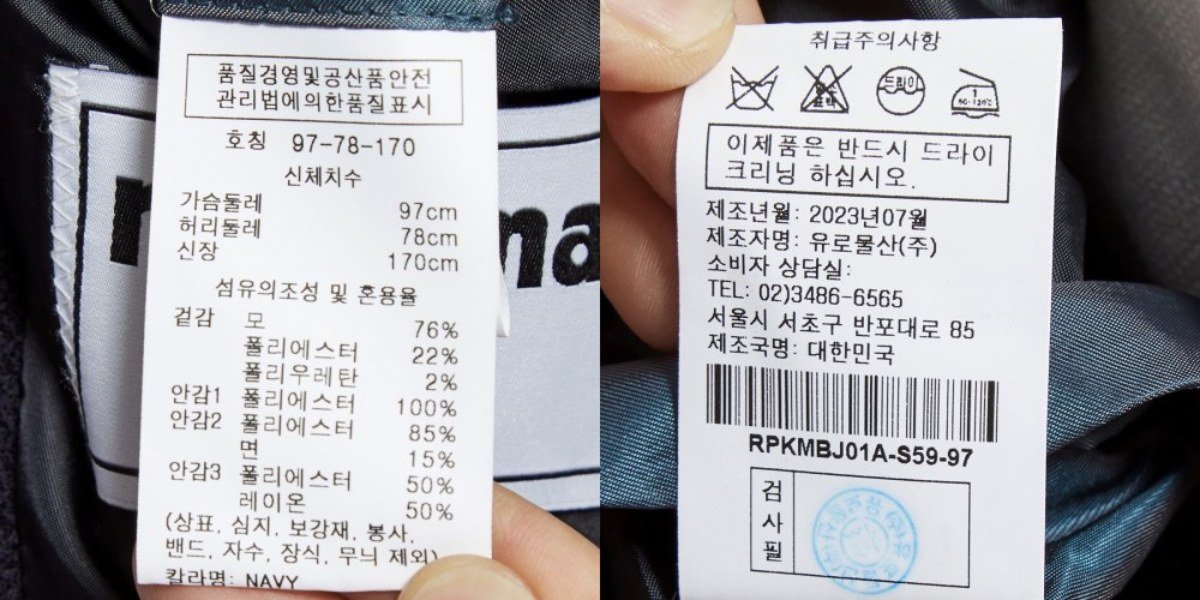 품질경영및공산품안전
관리법에의한품질표시
호칭 97-78-170
신체치수
가슴둘레 97cm
허리둘레 78cm
신장 170cm
섬유의조성 및 혼용율
겉감 모 76%
폴리에스터 22%
폴리우레탄 2%
안감1 폴리에스터 100%
안감2 폴리에스터 85%
면 15%
안감3 폴리에스터 50%
레이온 50%
(상표, 심지, 보강재, 봉사,
밴드, 자수, 장식, 무늬 제외)
칼라명: NAVY
취급주의사항
드라이
1
80-120℃
이제품은 반드시 드라이
크리닝 하십시오.
제조년월: 2023년07월
제조자명: 유로물산(주)
소비자 상담실:
TEL: 02)3486-6565
서울시 서초구 반포대로 85
제조국명: 대한민국
RPKMBJ01A-S59-97
검사필